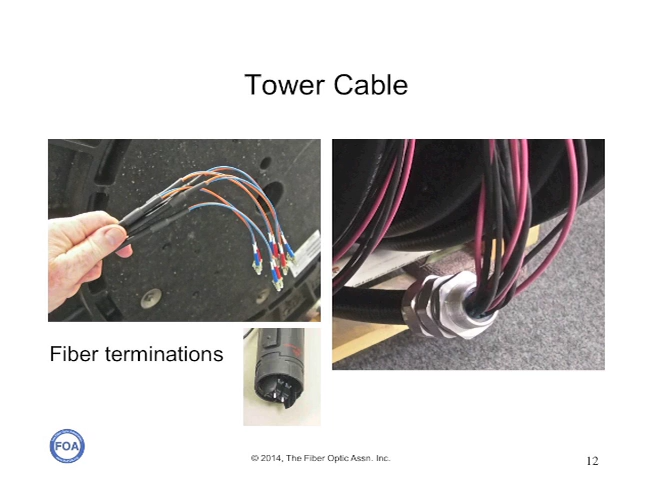 Tower Cable
Fiber terminations
FOA
© 2014, The Fiber Optic Assn. Inc.
12